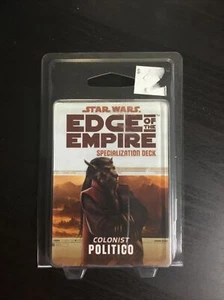 STAR WARS
EDGE OF THE
EMPIRE
SPECIALIZATION DECK
COLONIST
POLITICO